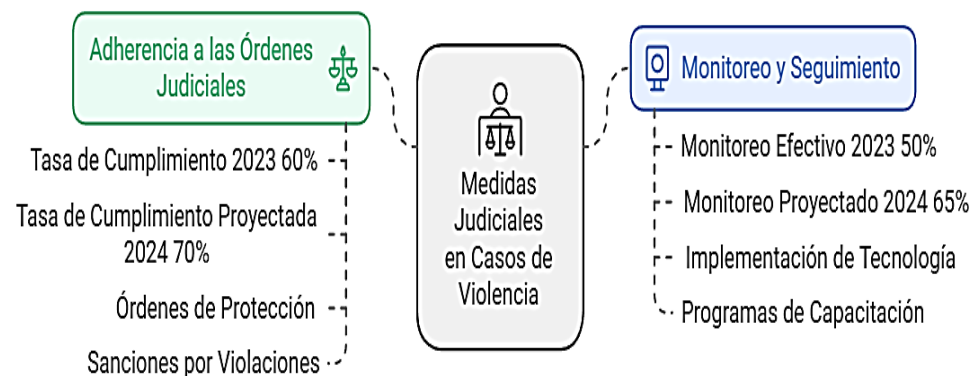 Adherencia a las Órdenes
Judiciales
Tasa de Cumplimiento 2023 60%
Tasa de Cumplimiento Proyectada
2024 70%
Órdenes de Protección
Sanciones por Violaciones
Medidas
Judiciales
en Casos de
Violencia
Monitoreo y Seguimiento
Monitoreo Efectivo 2023 50%
Monitoreo Proyectado 2024 65%
Implementación de Tecnología
Programas de Capacitación